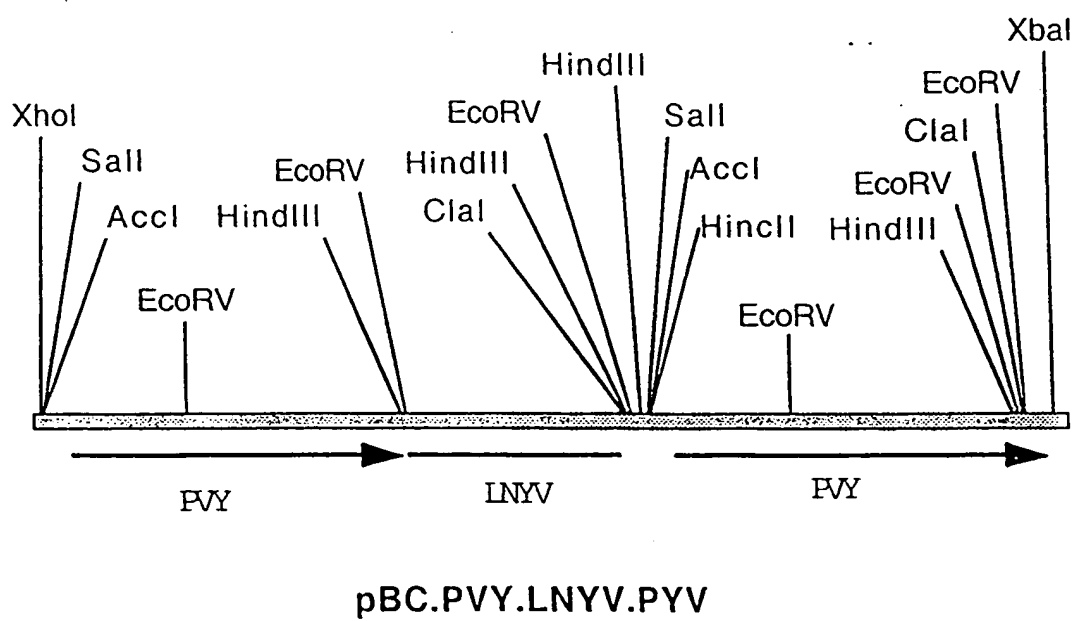 XbaI
HindIII
EcoRV
EcoRV
XhoI
SalI
ClaI
SalI
HindIII
EcoRV
AccI
EcoRV
ClaI
AccI
HindIII
HincII
HindIII
EcoRV
EcoRV
PVY
LNYV
PVY
pBC.PVY.LNYV.PYV